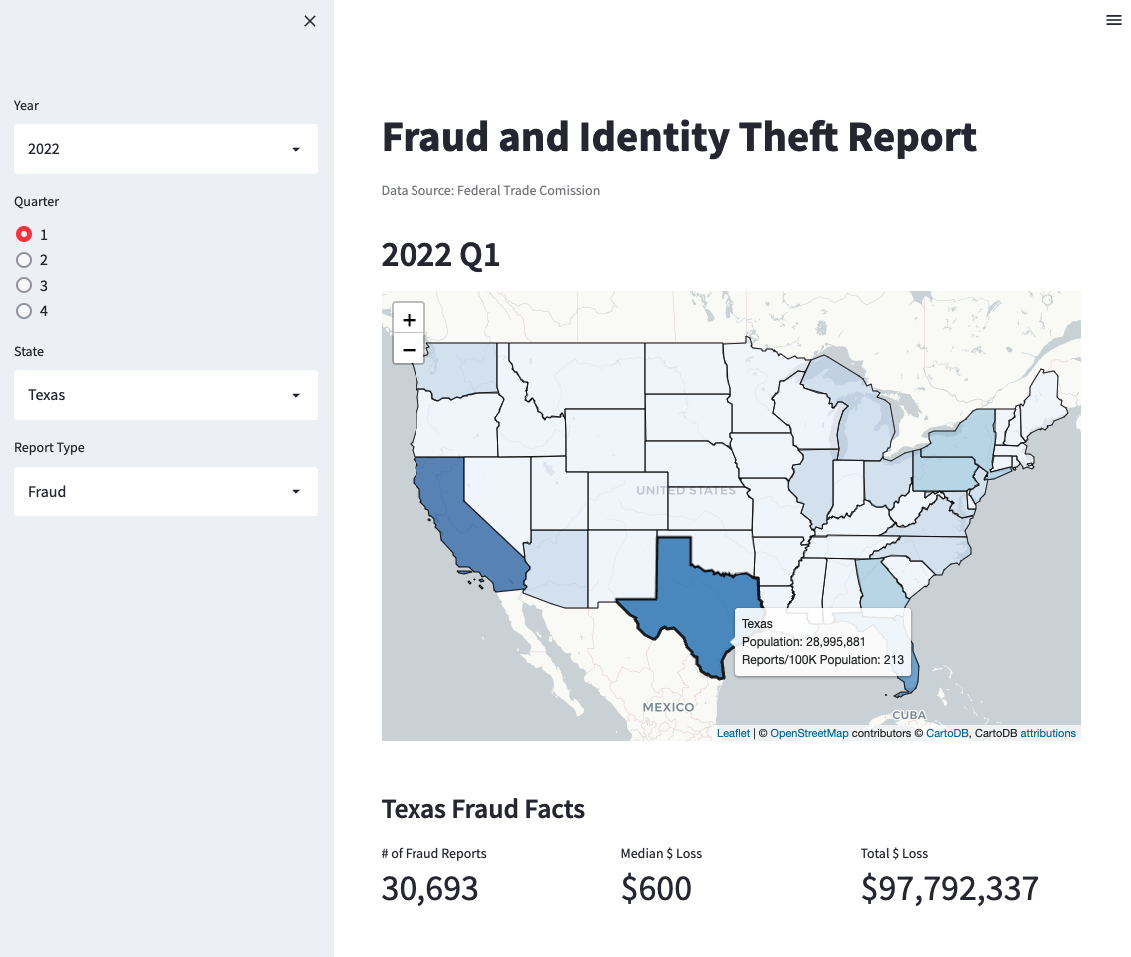 Year
2022
Quarter
1
2
3
4
State
Texas
Report Type
Fraud
Fraud and Identity Theft Report
Data Source: Federal Trade Comission
2022 Q1
+
−
UNITED STATES
Texas
Population: 28,995,881
Reports/100K Population: 213
MEXICO
CUBA
Leaflet | © OpenStreetMap contributors © CartoDB, CartoDB attributions
Texas Fraud Facts
# of Fraud Reports Median $ Loss Total $ Loss
30,693 $600 $97,792,337